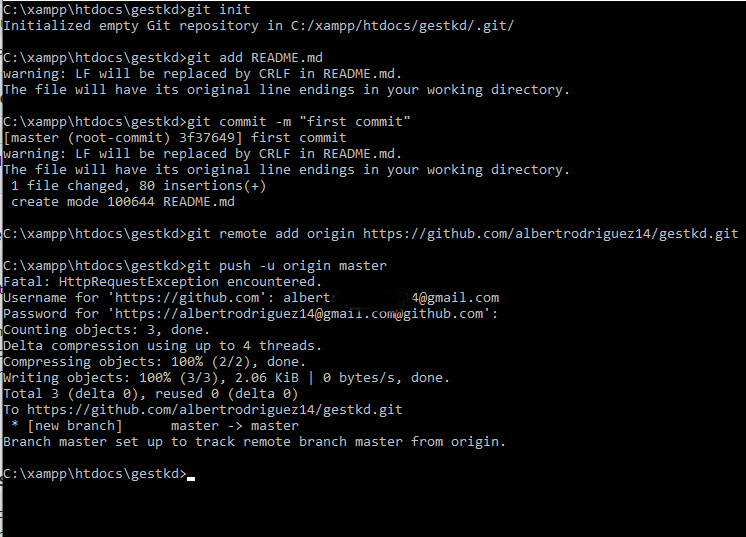 C:\xampp\htdocs\gestkd>git init
Initialized empty Git repository in C:/xampp/htdocs/gestkd/.git/
C:\xampp\htdocs\gestkd>git add README.md
warning: LF will be replaced by CRLF in README.md.
The file will have its original line endings in your working directory.
C:\xampp\htdocs\gestkd>git commit -m "first commit"
[master (root-commit) 3f37649] first commit
warning: LF will be replaced by CRLF in README.md.
The file will have its original line endings in your working directory.
 1 file changed, 80 insertions(+)
 create mode 100644 README.md
C:\xampp\htdocs\gestkd>git remote add origin https://github.com/albertrodriguez14/gestkd.git
C:\xampp\htdocs\gestkd>git push -u origin master
Fatal: HttpRequestException encountered.
Username for 'https://github.com': albert 4@gmail.com
Password for 'https://albertrodriguez14@gmail.com@github.com':
Counting objects: 3, done.
Delta compression using up to 4 threads.
Compressing objects: 100% (2/2), done.
Writing objects: 100% (3/3), 2.06 KiB | 0 bytes/s, done.
Total 3 (delta 0), reused 0 (delta 0)
To https://github.com/albertrodriguez14/gestkd.git
 * [new branch]      master -> master
Branch master set up to track remote branch master from origin.
C:\xampp\htdocs\gestkd>